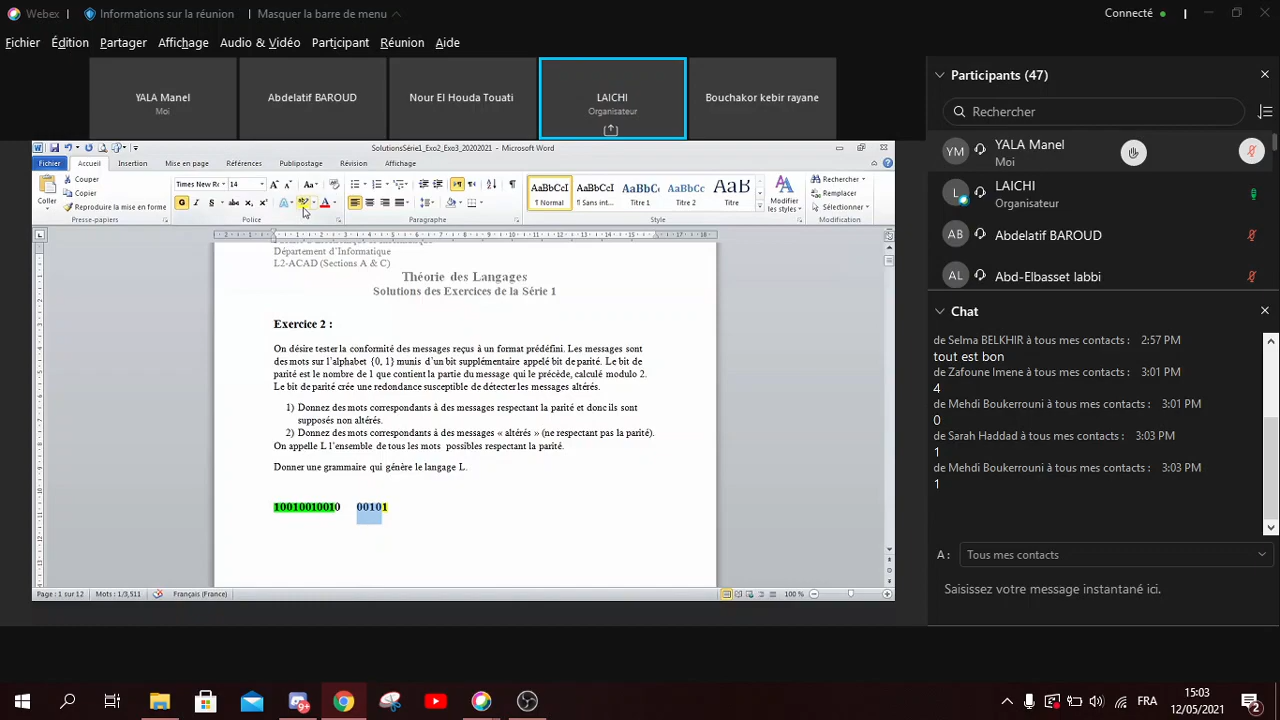 Webex Informations sur la réunion Masquer la barre de menu Connecté
Fichier Édition Partager Affichage Audio & Vidéo Participant Réunion Aide
YALA Manel
Moi
Abdelatif BAROUD
Nour El Houda Touati
LAICHI
Organisateur
Bouchakor kebir rayane
SolutionsSérie1_Exo2_Exo3_20202021 - Microsoft Word
Fichier Accueil Insertion Mise en page Références Publipostage Révision Affichage
Coller
Couper
Copier
Reproduire la mise en forme
Presse-papiers
Times New Ro 14
Police
Paragraphe
AaBbCcI AaBbCcI AaBbC AaBbCc AaB
Normal Sans int... Titre 1 Titre 2 Titre
Modifier
les styles
Style
Rechercher
Remplacer
Sélectionner
Modification
Département d'Informatique
L2-ACAD (Sections A & C)
Théorie des Langages
Solutions des Exercices de la Série 1
Exercice 2 :
On désire tester la conformité des messages reçus à un format prédéfini. Les messages sont
des mots sur l'alphabet {0, 1} munis d'un bit supplémentaire appelé bit de parité. Le bit de
parité est le nombre de 1 que contient la partie du message qui le précède, calculé modulo 2.
Le bit de parité crée une redondance susceptible de détecter les messages altérés.
1) Donnez des mots correspondants à des messages respectant la parité et donc ils sont
supposés non altérés.
2) Donnez des mots correspondants à des messages « altérés » (ne respectant pas la parité).
On appelle L l'ensemble de tous les mots possibles respectant la parité.
Donner une grammaire qui génère le langage L.
10010010010 00101
Page : 1 sur 12 Mots : 1/3,511 Français (France) 100 %
Participants (47)
Rechercher
YM YALA Manel
Moi
L LAICHI
Organisateur
AB Abdelatif BAROUD
AL Abd-Elbasset labbi
Chat
de Selma BELKHIR à tous mes contacts : 2:57 PM
tout est bon
de Zafoune Imene à tous mes contacts : 3:01 PM
4
de Mehdi Boukerrouni à tous mes contacts : 3:01 PM
0
de Sarah Haddad à tous mes contacts : 3:03 PM
1
de Mehdi Boukerrouni à tous mes contacts : 3:03 PM
1
A : Tous mes contacts
Saisissez votre message instantané ici.
FRA
15:03
12/05/2021
2